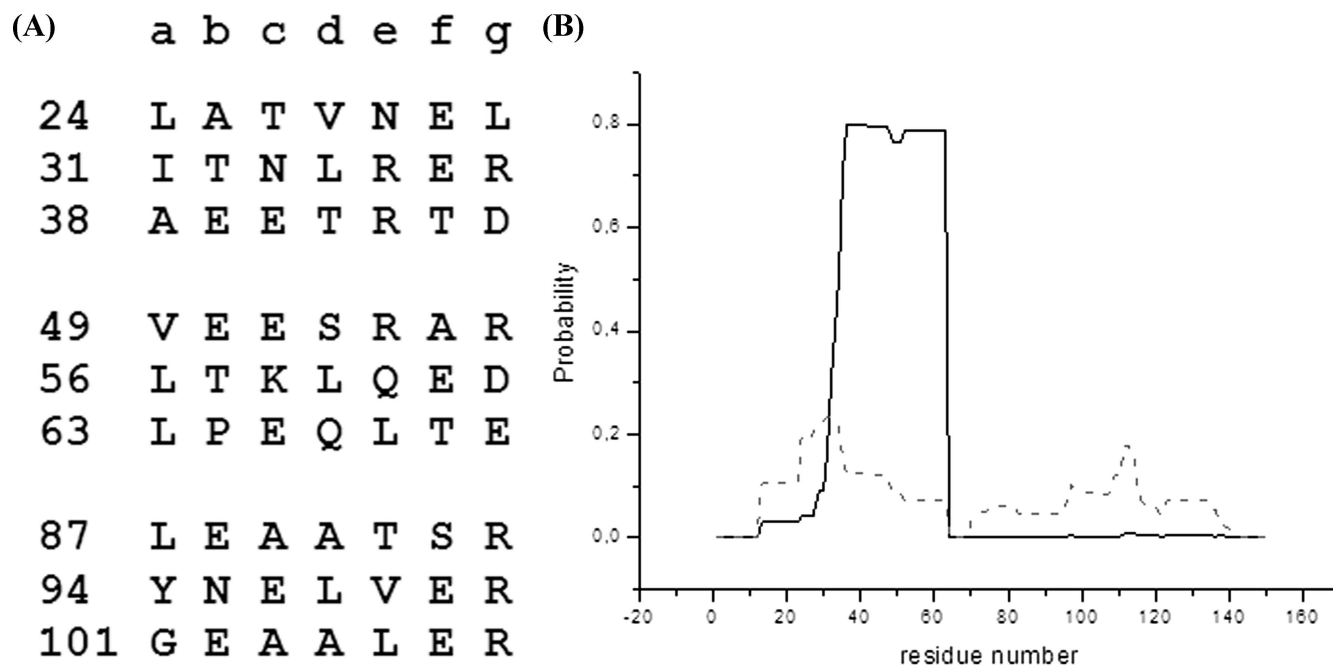 (A)
a b c d e f g
24 L A T V N E L
31 I T N L R E R
38 A E E T R T D
49 V E E S R A R
56 L T K L Q E D
63 L P E Q L T E
87 L E A A T S R
94 Y N E L V E R
101 G E A A L E R
(B)
Probability
0,8
0,6
0,4
0,2
0,0
-20 0 20 40 60 80 100 120 140 160
residue number